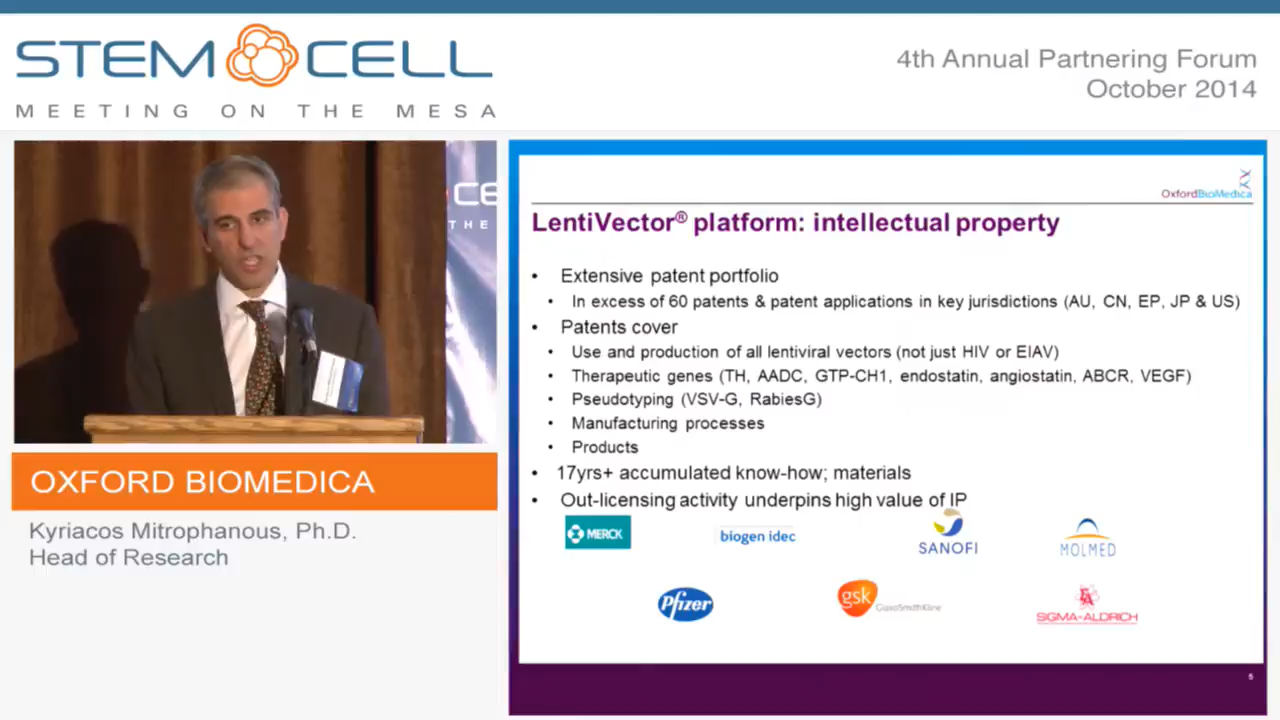 STEM CELL
MEETING ON THE MESA
4th Annual Partnering Forum
October 2014
CE
THE
OXFORD BIOMEDICA
Kyriacos Mitrophanous, Ph.D.
Head of Research
OxfordBioMedica
LentiVector® platform: intellectual property
• Extensive patent portfolio
• In excess of 60 patents & patent applications in key jurisdictions (AU, CN, EP, JP & US)
• Patents cover
• Use and production of all lentiviral vectors (not just HIV or EIAV)
• Therapeutic genes (TH, AADC, GTP-CH1, endostatin, angiostatin, ABCR, VEGF)
• Pseudotyping (VSV-G, RabiesG)
• Manufacturing processes
• Products
• 17yrs+ accumulated know-how; materials
• Out-licensing activity underpins high value of IP
MERCK
biogen idec
SANOFI
MOLMED
Pfizer
gsk GlaxoSmithKline
SIGMA-ALDRICH
5